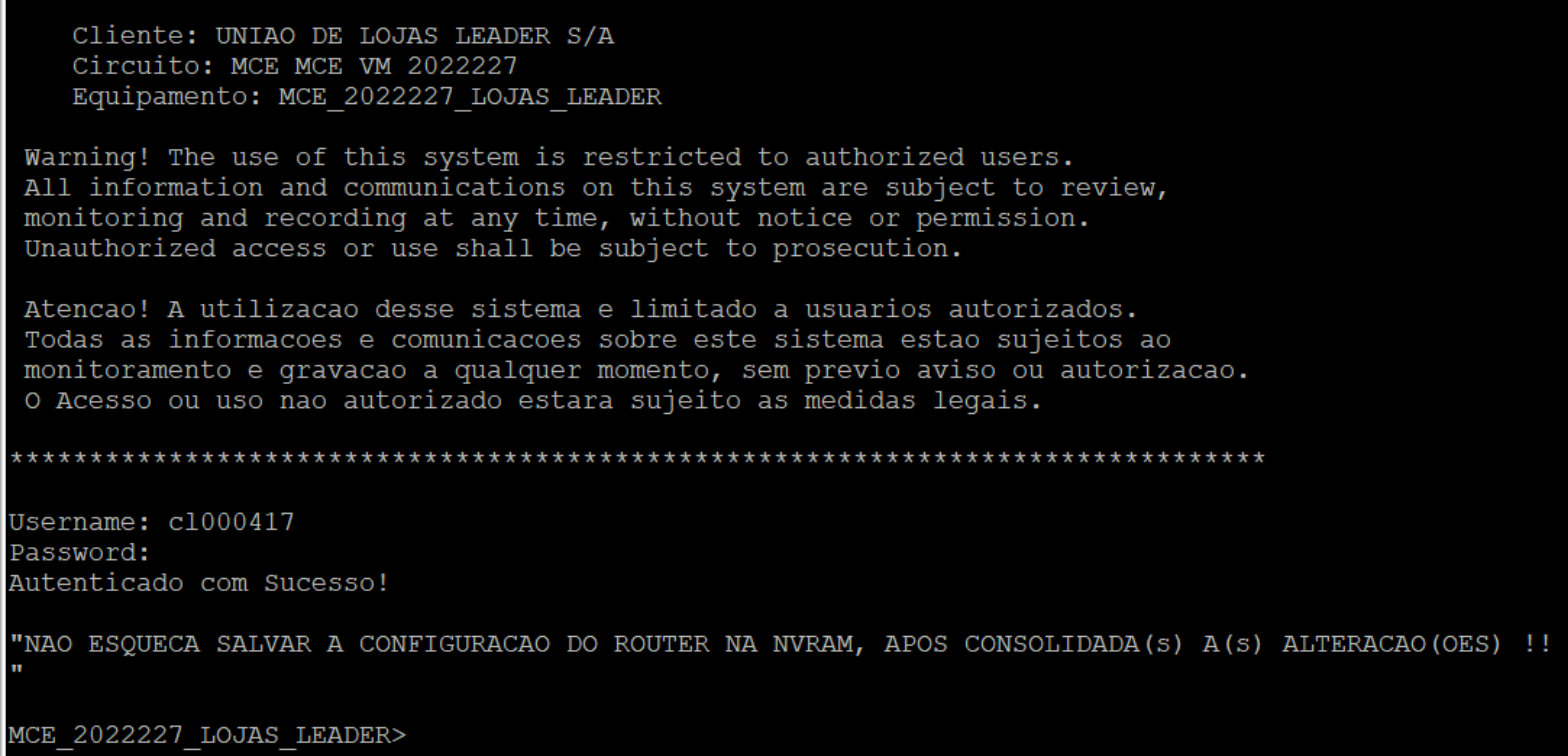 Cliente: UNIAO DE LOJAS LEADER S/A
Circuito: MCE MCE VM 2022227
Equipamento: MCE_2022227_LOJAS_LEADER
Warning! The use of this system is restricted to authorized users.
All information and communications on this system are subject to review,
monitoring and recording at any time, without notice or permission.
Unauthorized access or use shall be subject to prosecution.
Atencao! A utilizacao desse sistema e limitado a usuarios autorizados.
Todas as informacoes e comunicacoes sobre este sistema estao sujeitos ao
monitoramento e gravacao a qualquer momento, sem previo aviso ou autorizacao.
O Acesso ou uso nao autorizado estara sujeito as medidas legais.
*******************************************************************************
Username: cl000417
Password:
Autenticado com Sucesso!
"NAO ESQUECA SALVAR A CONFIGURACAO DO ROUTER NA NVRAM, APOS CONSOLIDADA(s) A(s) ALTERACAO(OES) !!
"
MCE_2022227_LOJAS_LEADER>